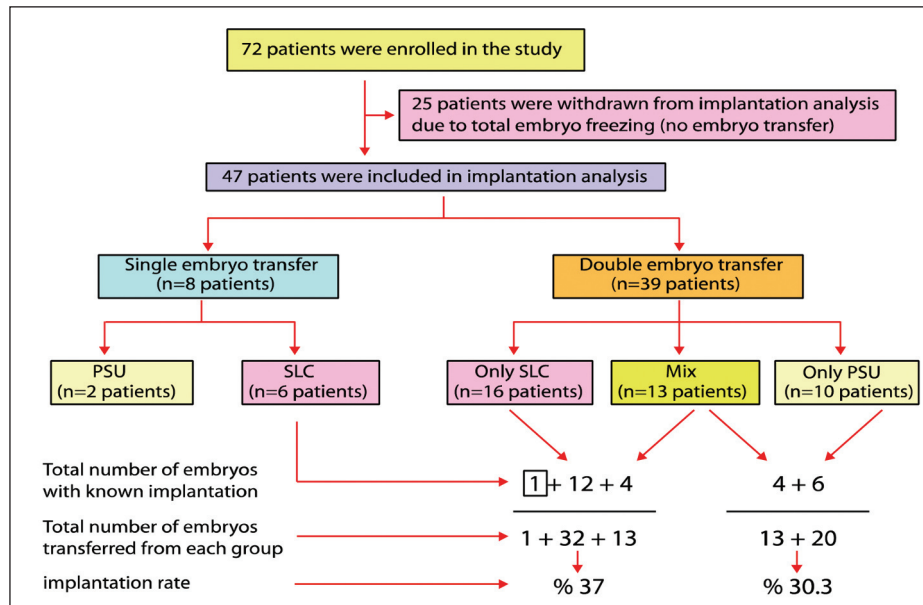 72 patients were enrolled in the study
25 patients were withdrawn from implantation analysis
due to total embryo freezing (no embryo transfer)
47 patients were included in implantation analysis
Single embryo transfer
(n=8 patients)
Double embryo transfer
(n=39 patients)
PSU
(n=2 patients)
SLC
(n=6 patients)
Only SLC
(n=16 patients)
Mix
(n=13 patients)
Only PSU
(n=10 patients)
Total number of embryos
with known implantation
1 + 12 + 4
4 + 6
Total number of embryos
transferred from each group
1 + 32 + 13
13 + 20
implantation rate
% 37
% 30.3